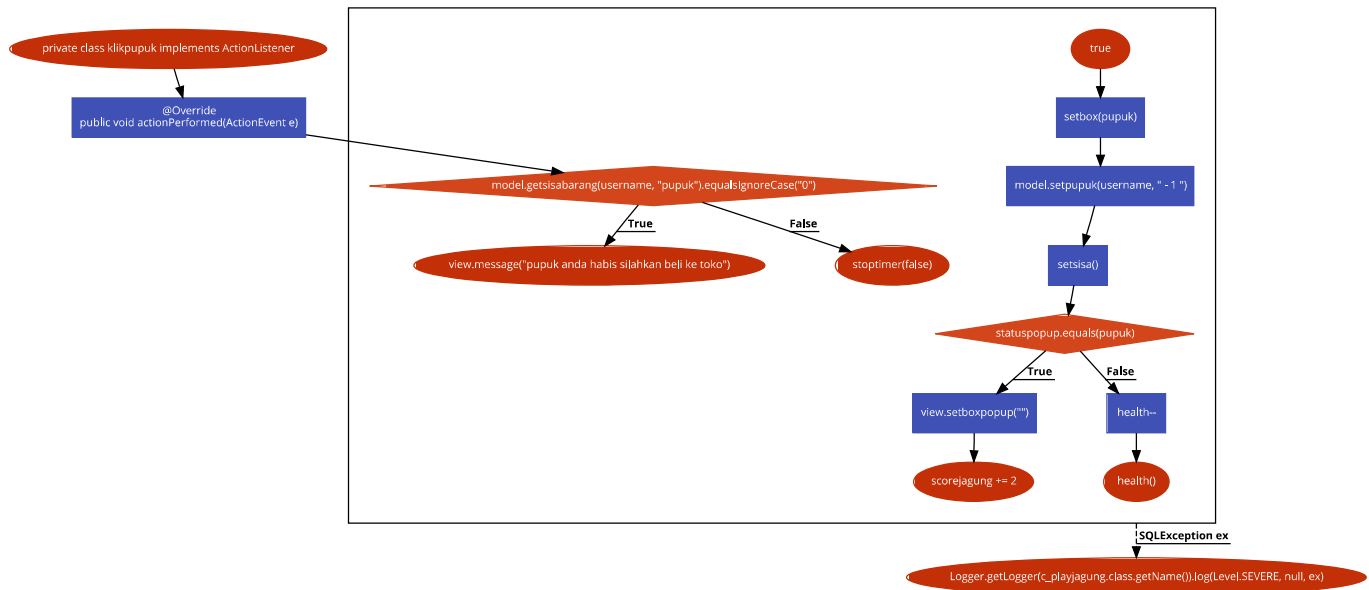 private class klikpupuk implements ActionListener
@Override
public void actionPerformed(ActionEvent e)
model.getsisabarang(username, "pupuk").equalsIgnoreCase("0")
True
False
view.message("pupuk anda habis silahkan beli ke toko")
stoptimer(false)
true
setbox(pupuk)
model.setpupuk(username, " - 1 ")
setsisa()
statuspopup.equals(pupuk)
True
False
view.setboxpopup("")
health--
scorejagung += 2
health()
SQLException ex
Logger.getLogger(c_playjagung.class.getName()).log(Level.SEVERE, null, ex)